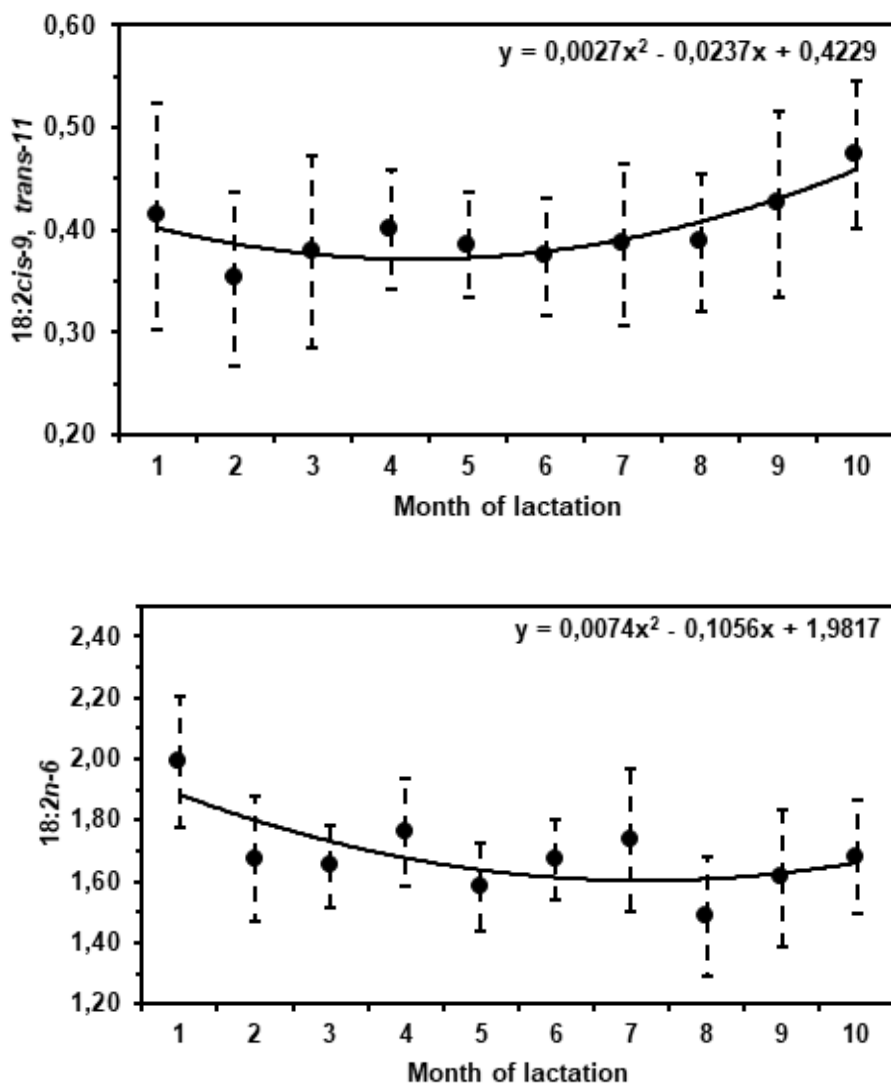 0,60
y = 0,0027x² - 0,0237x + 0,4229
0,50
0,40
0,30
0,20
18:2cis-9, trans-11
1 2 3 4 5 6 7 8 9 10
Month of lactation
y = 0,0074x² - 0,1056x + 1,9817
2,40
2,20
2,00
1,80
1,60
1,40
1,20
18:2n-6
1 2 3 4 5 6 7 8 9 10
Month of lactation